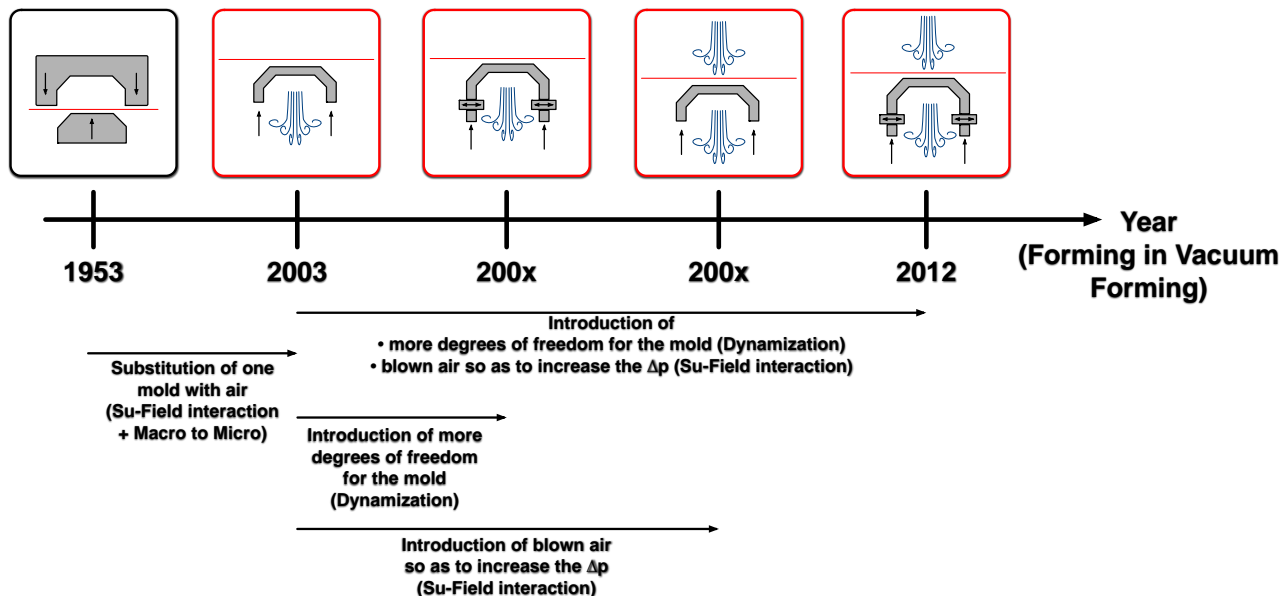 1953
2003
200x
200x
2012
Year
(Forming in Vacuum
Forming)
Introduction of
• more degrees of freedom for the mold (Dynamization)
• blown air so as to increase the Δp (Su-Field interaction)
Substitution of one
mold with air
(Su-Field interaction
+ Macro to Micro)
Introduction of more
degrees of freedom
for the mold
(Dynamization)
Introduction of blown air
so as to increase the Δp
(Su-Field interaction)